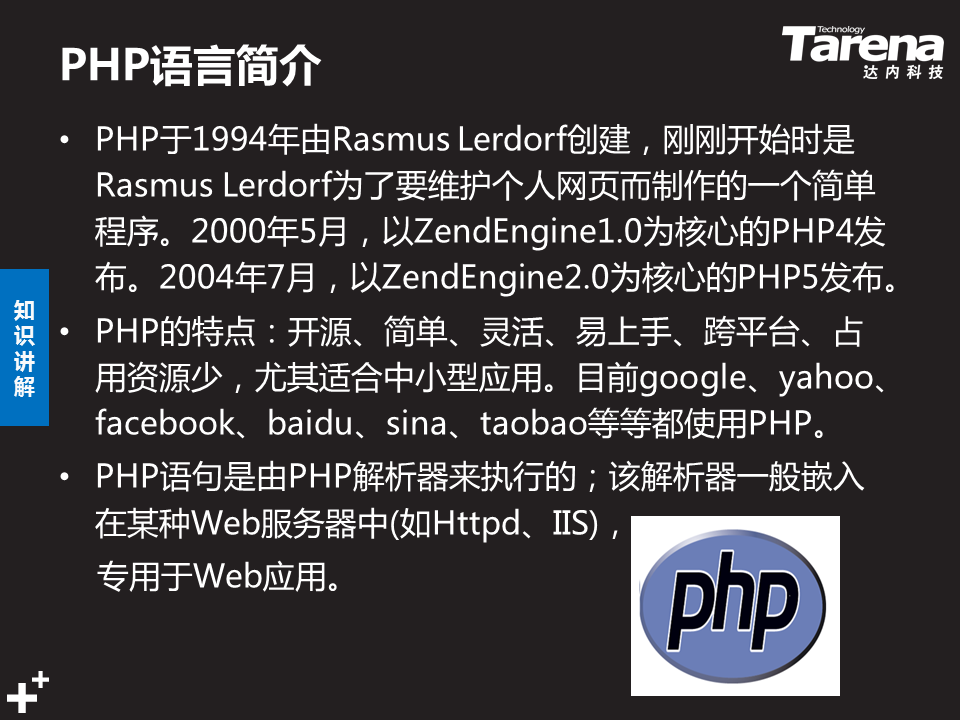 PHP语言简介
Technology
Tarena
达内科技
• PHP于1994年由Rasmus Lerdorf创建，刚刚开始时是
Rasmus Lerdorf为了要维护个人网页而制作的一个简单
程序。2000年5月，以ZendEngine1.0为核心的PHP4发
布。2004年7月，以ZendEngine2.0为核心的PHP5发布。
知
识
讲
解
• PHP的特点：开源、简单、灵活、易上手、跨平台、占
用资源少，尤其适合中小型应用。目前google、yahoo、
facebook、baidu、sina、taobao等等都使用PHP。
• PHP语句是由PHP解析器来执行的；该解析器一般嵌入
在某种Web服务器中(如Httpd、IIS)，
专用于Web应用。
php